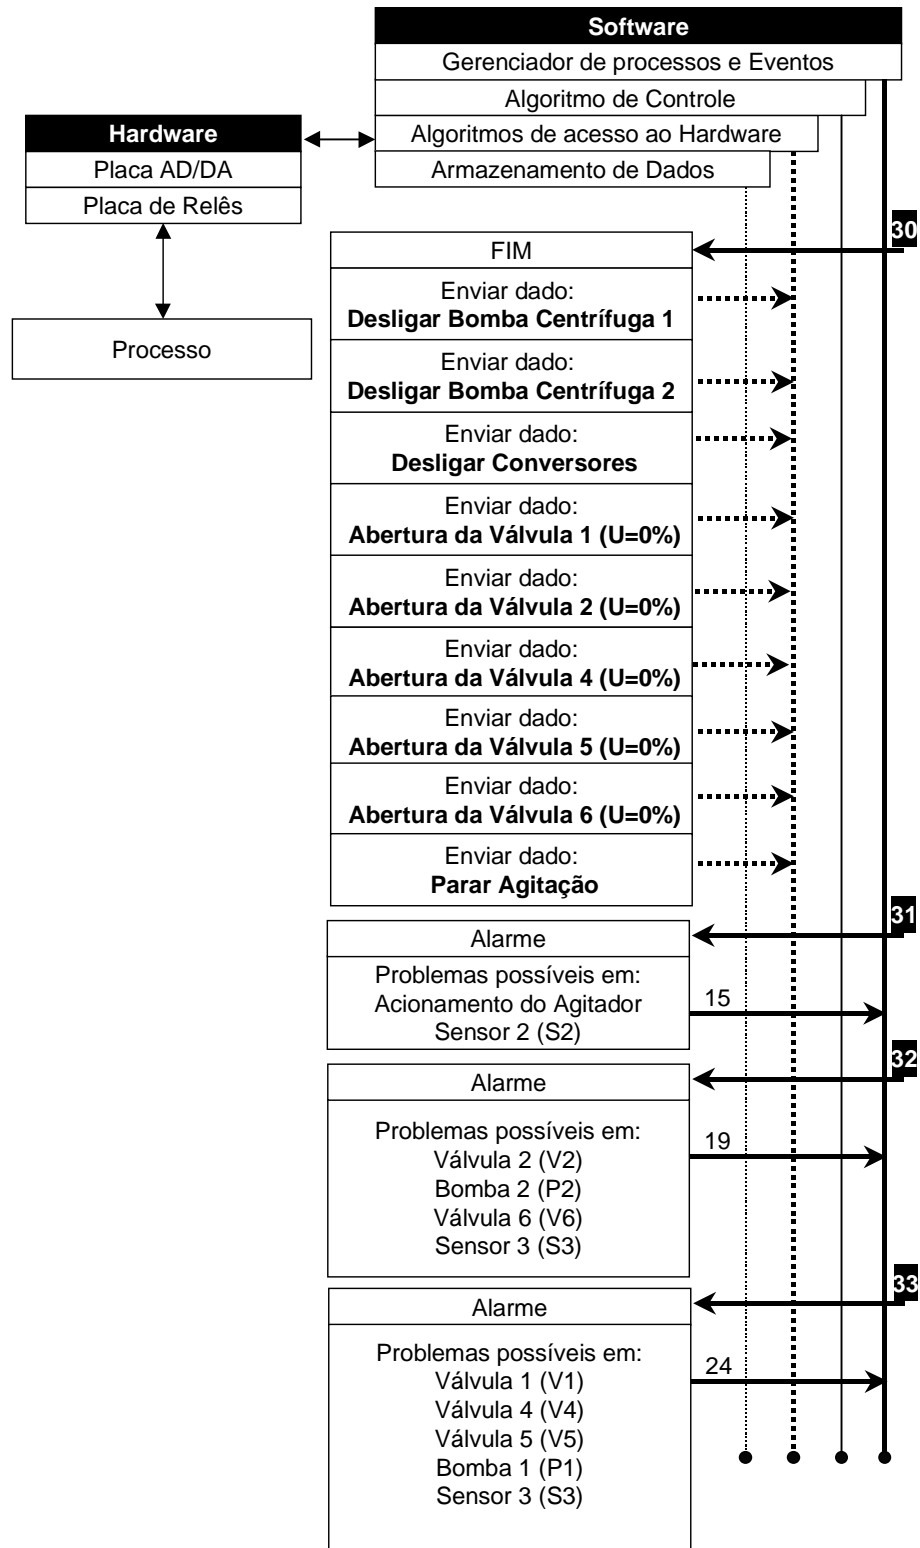 Software
Gerenciador de processos e Eventos
Algoritmo de Controle
Algoritmos de acesso ao Hardware
Armazenamento de Dados
Hardware
Placa AD/DA
Placa de Relês
Processo
30
FIM
Enviar dado:
Desligar Bomba Centrífuga 1
Enviar dado:
Desligar Bomba Centrífuga 2
Enviar dado:
Desligar Conversores
Enviar dado:
Abertura da Válvula 1 (U=0%)
Enviar dado:
Abertura da Válvula 2 (U=0%)
Enviar dado:
Abertura da Válvula 4 (U=0%)
Enviar dado:
Abertura da Válvula 5 (U=0%)
Enviar dado:
Abertura da Válvula 6 (U=0%)
Enviar dado:
Parar Agitação
31
Alarme
Problemas possíveis em:
Acionamento do Agitador
Sensor 2 (S2)
15
32
Alarme
Problemas possíveis em:
Válvula 2 (V2)
Bomba 2 (P2)
Válvula 6 (V6)
Sensor 3 (S3)
19
33
Alarme
Problemas possíveis em:
Válvula 1 (V1)
Válvula 4 (V4)
Válvula 5 (V5)
Bomba 1 (P1)
Sensor 3 (S3)
24